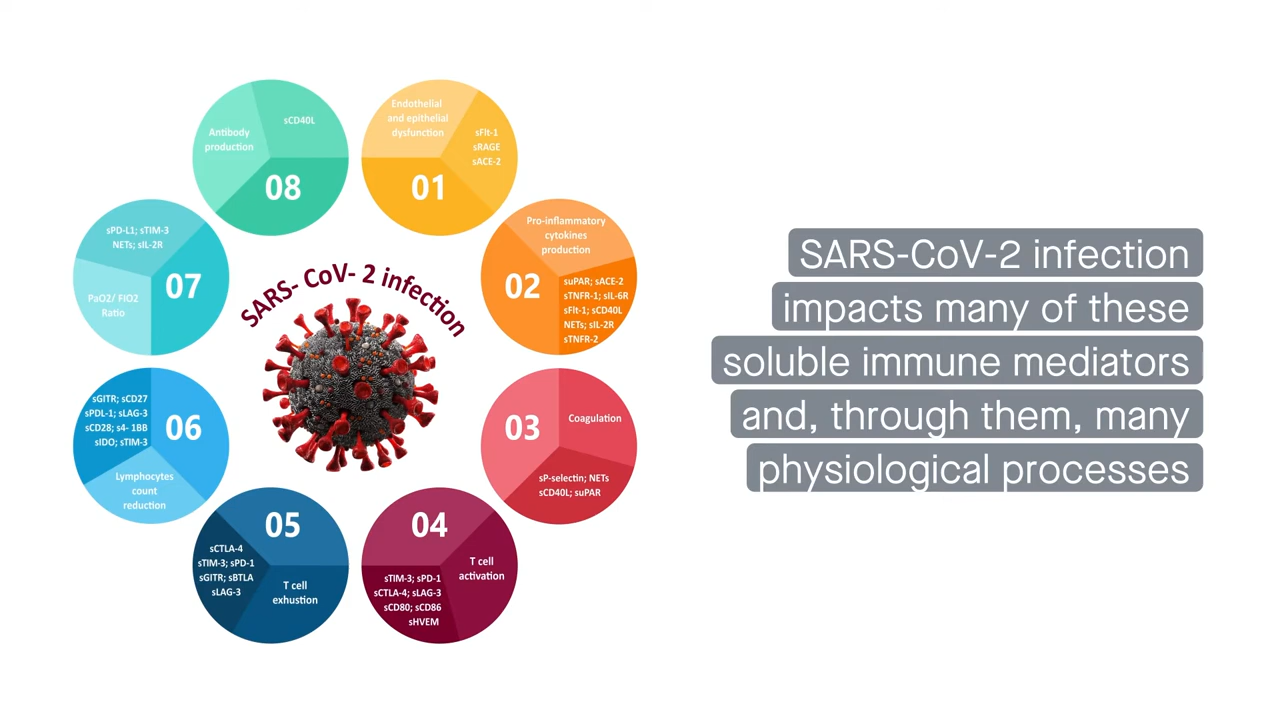 SARS- CoV- 2 infection
Endothelial
and epithelial
dysfunction
sFlt-1
sRAGE
sACE-2
01
Pro-inflammatory
cytokines
production
02
suPAR; sACE-2
sTNFR-1; sIL-6R
sFlt-1; sCD40L
NETs; sIL-2R
sTNFR-2
03
Coagulation
sP-selectin; NETs
sCD40L; suPAR
04
T cell
activation
sTIM-3; sPD-1
sCTLA-4; sLAG-3
sCD80; sCD86
sHVEM
05
sCTLA-4
sTIM-3; sPD-1
sGITR; sBTLA
sLAG-3
T cell
exhustion
sGITR; sCD27
sPDL-1; sLAG-3
sCD28; s4- 1BB
sIDO; sTIM-3
06
Lymphocytes
count
reduction
sPD-L1; sTIM-3
NETs; sIL-2R
07
PaO2/ FIO2
Ratio
sCD40L
Antibody
production
08
SARS-CoV-2 infection
impacts many of these
soluble immune mediators
and, through them, many
physiological processes